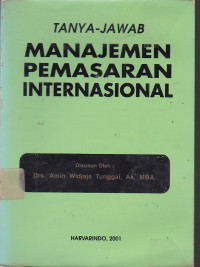 TANYA-JAWAB
MANAJEMEN
PEMASARAN
INTERNASIONAL
Disusun Oleh :
Drs. Amin Widjaja Tunggal, Ak. MBA.
HARVARINDO, 2001